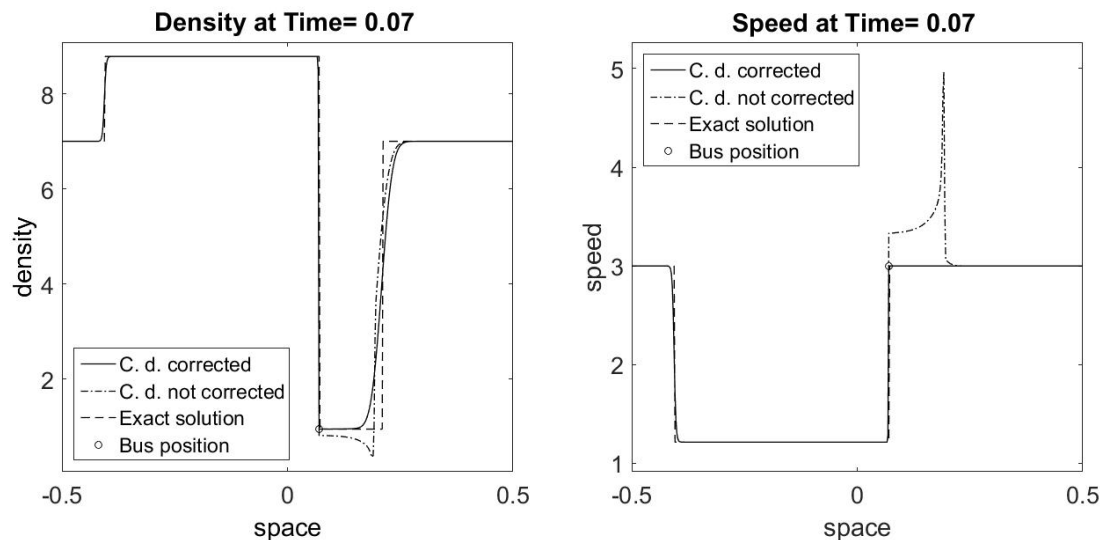 Density at Time= 0.07
density
8
6
4
2
C. d. corrected
C. d. not corrected
Exact solution
Bus position
-0.5
0
0.5
space
Speed at Time= 0.07
speed
5
4
3
2
1
C. d. corrected
C. d. not corrected
Exact solution
Bus position
-0.5
0
0.5
space